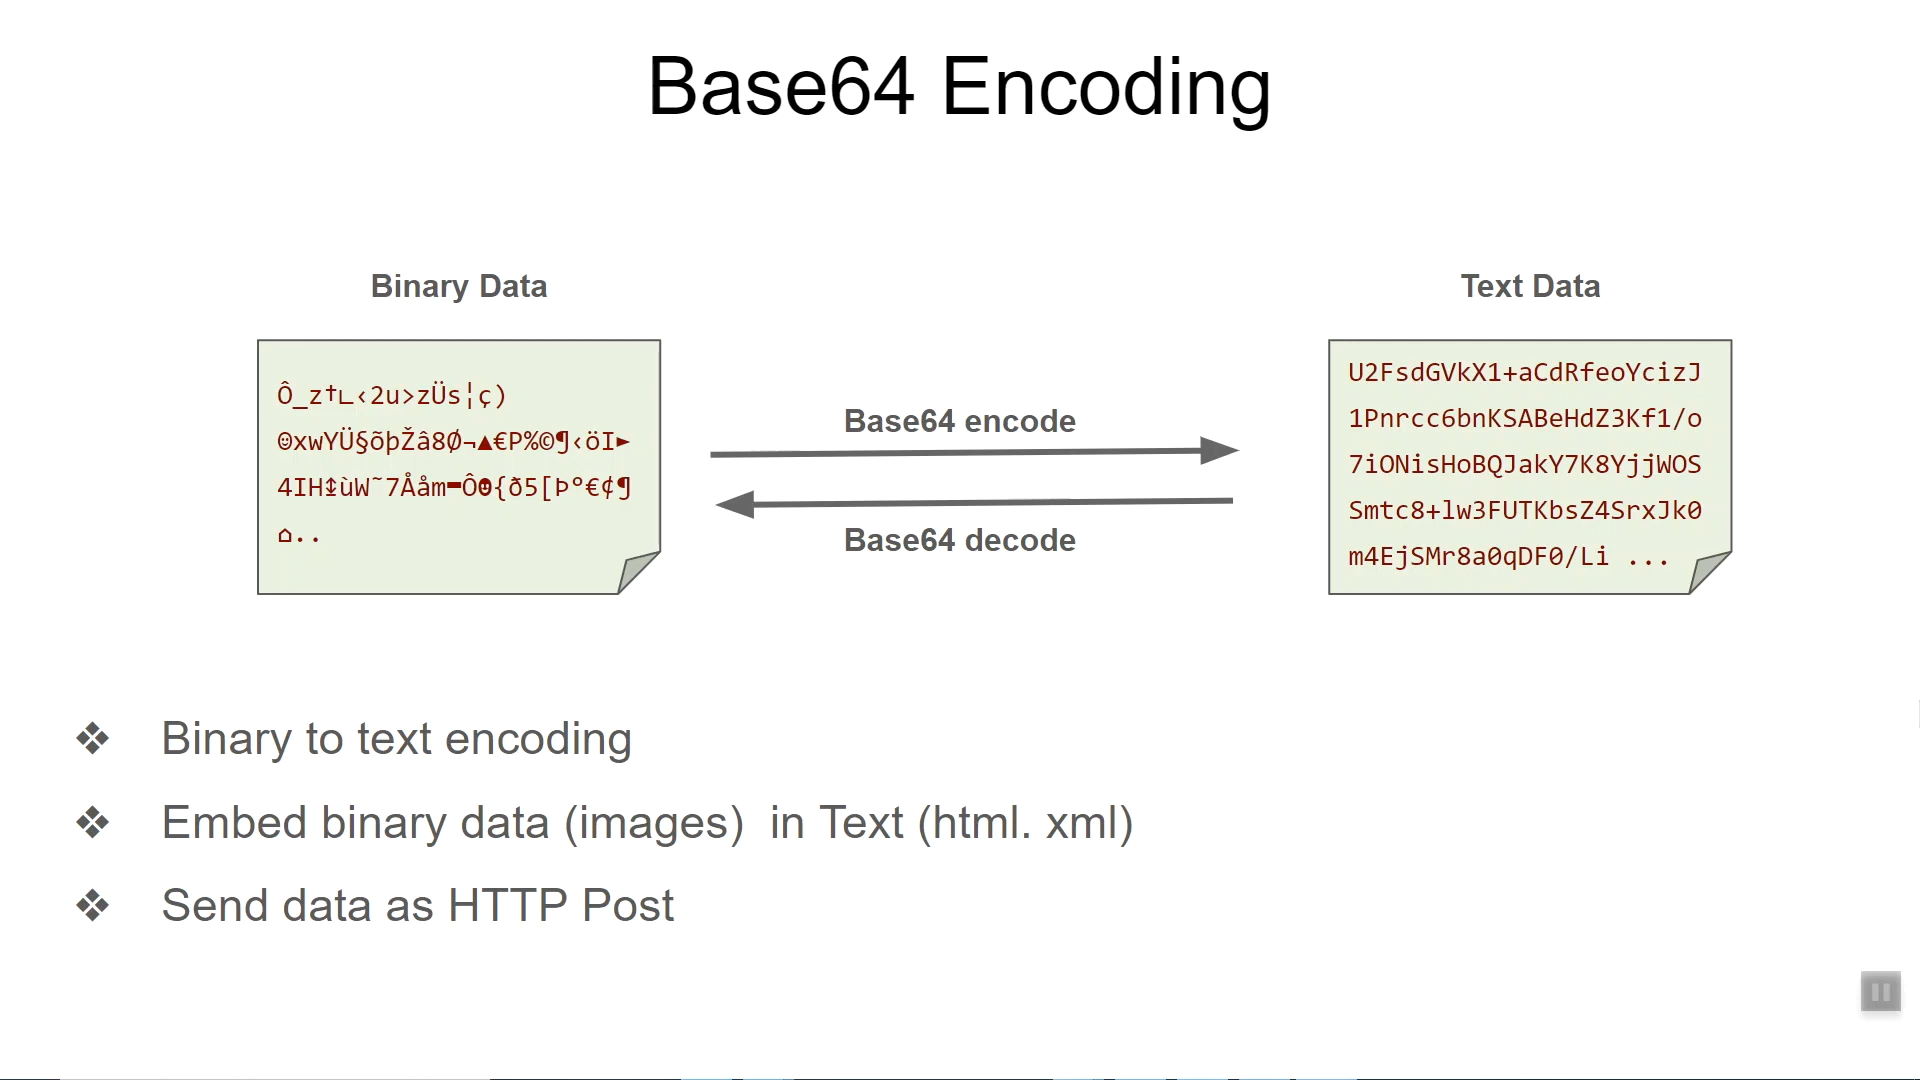 Base64 Encoding
Binary Data
Text Data
Ô_z†∟‹2u>zÜs¦ç)
☺xwYÜ§õþŽâ8Ø¬▲€P%©¶‹öI►
4IH↨ùW˜7Ååm▬Ô☻{ð5[Þº€¢¶
⌂..
Base64 encode
Base64 decode
U2FsdGVkX1+aCdRfeoYcizJ
1Pnrcc6bnKSABeHdZ3Kf1/o
7iONisHoBQJakY7K8YjjWOS
Smtc8+lw3FUTKbsZ4SrxJk0
m4EjSMr8a0qDF0/Li ...
❖ Binary to text encoding
❖ Embed binary data (images)  in Text (html. xml)
❖ Send data as HTTP Post